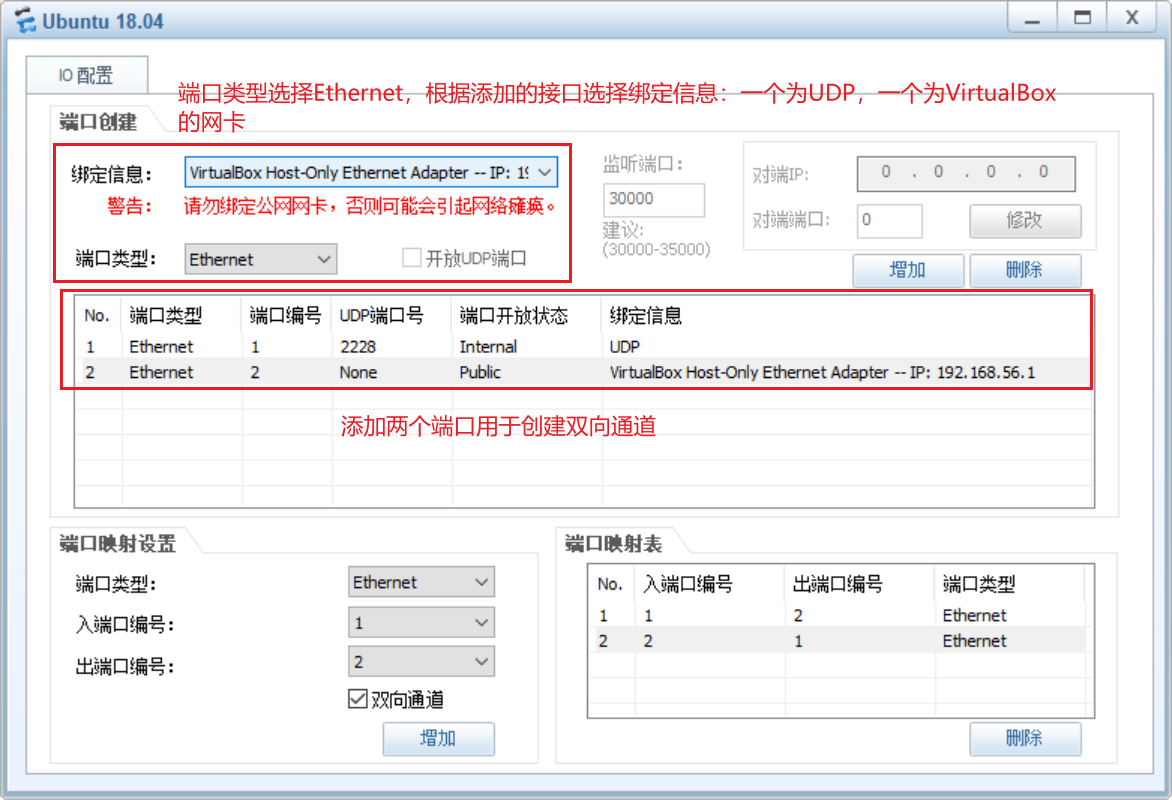 Ubuntu 18.04
IO 配置
端口类型选择Ethernet，根据添加的接口选择绑定信息：一个为UDP，一个为VirtualBox
的网卡
端口创建
绑定信息： VirtualBox Host-Only Ethernet Adapter -- IP: 19
警告： 请勿绑定公网网卡，否则可能会引起网络瘫痪。
端口类型： Ethernet 开放UDP端口
监听端口：
30000
建议:
(30000-35000)
对端IP: 0 . 0 . 0 . 0
对端端口: 0 修改
增加 删除
No. 端口类型 端口编号 UDP端口号 端口开放状态 绑定信息
1 Ethernet 1 2228 Internal UDP
2 Ethernet 2 None Public VirtualBox Host-Only Ethernet Adapter -- IP: 192.168.56.1
添加两个端口用于创建双向通道
端口映射设置
端口类型： Ethernet
入端口编号： 1
出端口编号： 2
双向通道
增加
端口映射表
No. 入端口编号 出端口编号 端口类型
1 1 2 Ethernet
2 2 1 Ethernet
删除